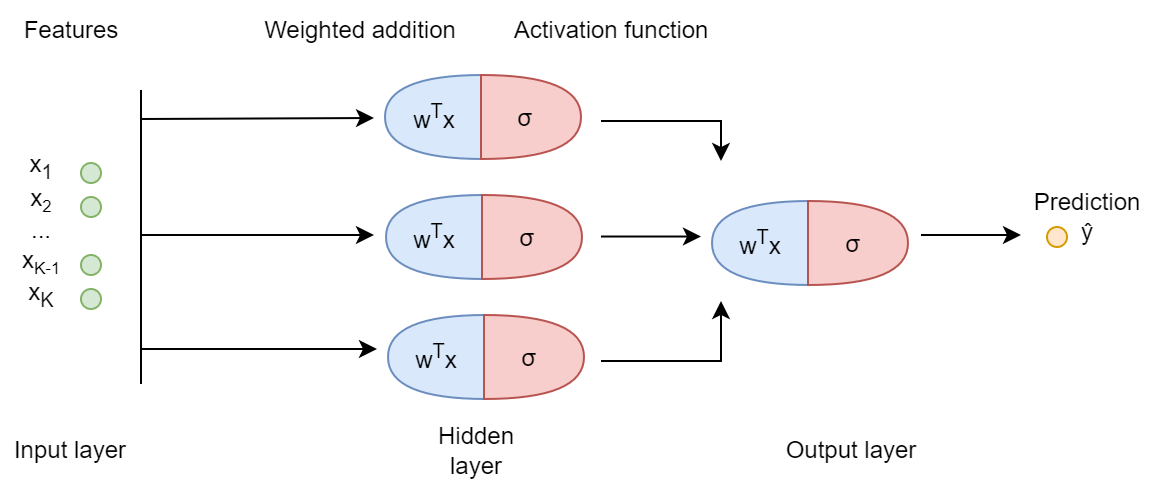 Features
Weighted addition
Activation function
x1
x2
...
xK-1
xK
wTx
σ
wTx
σ
wTx
σ
wTx
σ
Prediction
ŷ
Input layer
Hidden
layer
Output layer